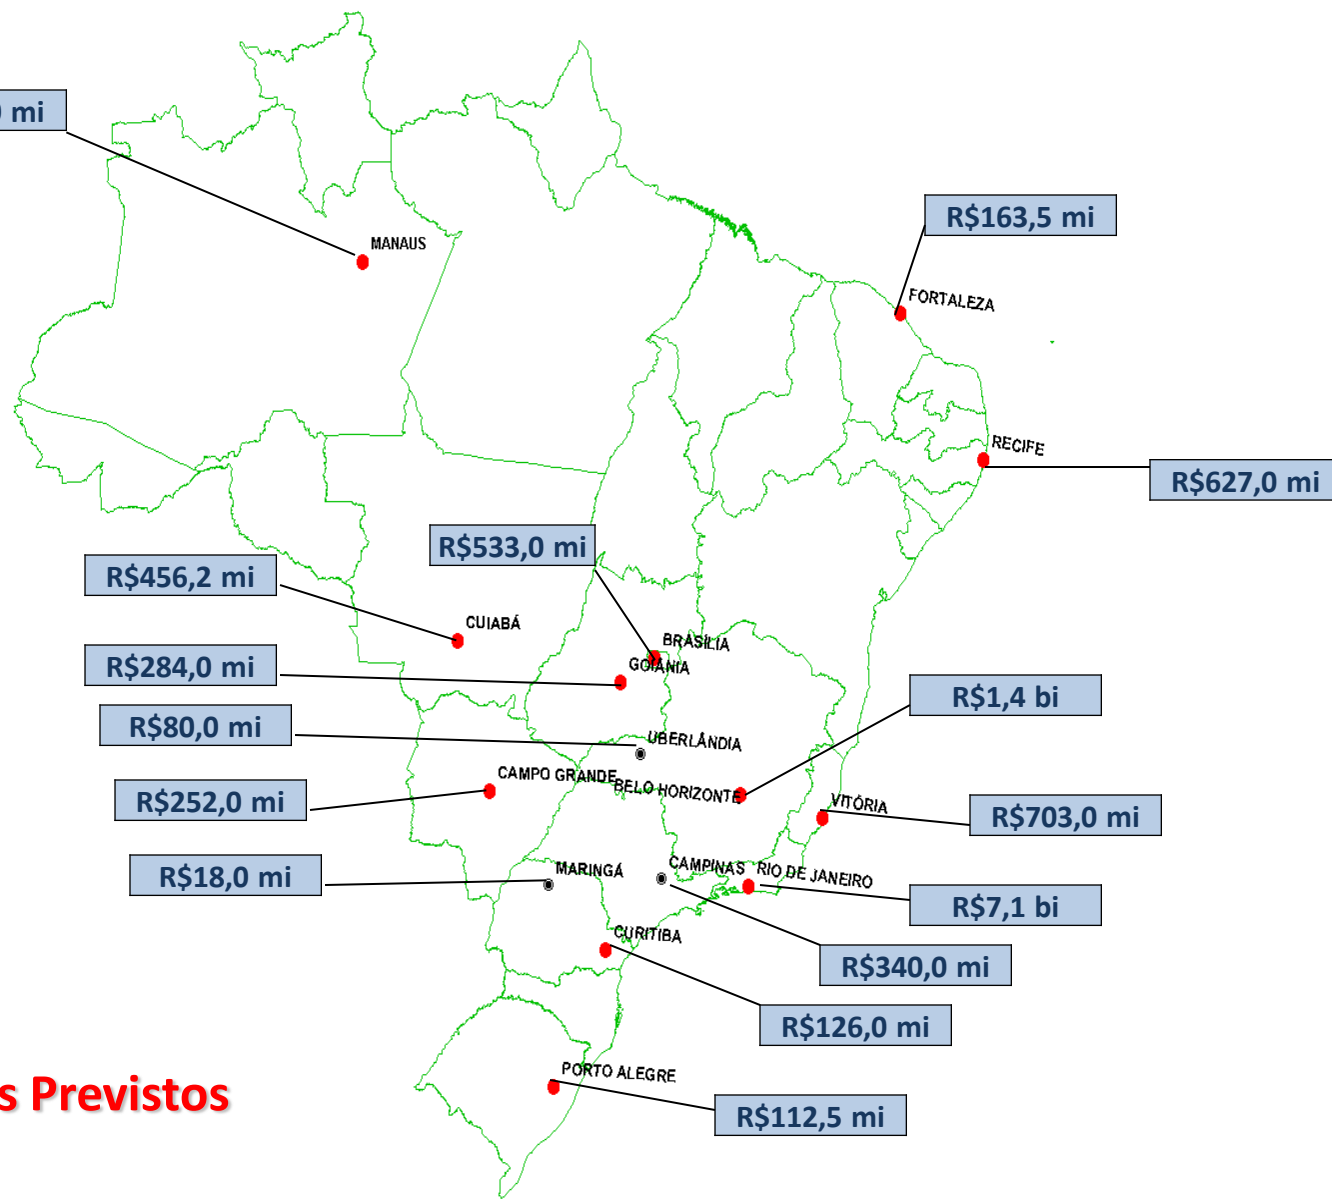 mi
R$163,5 mi
MANAUS
FORTALEZA
RECIFE
R$627,0 mi
R$533,0 mi
R$456,2 mi
CUIABÁ
BRASÍLIA
GOIÂNIA
R$284,0 mi
R$1,4 bi
R$80,0 mi
UBERLÂNDIA
CAMPO GRANDE
BELO HORIZONTE
R$252,0 mi
VITÓRIA
R$703,0 mi
MARINGÁ
CAMPINAS
RIO DE JANEIRO
R$18,0 mi
R$7,1 bi
CURITIBA
R$340,0 mi
R$126,0 mi
PORTO ALEGRE
s Previstos
R$112,5 mi